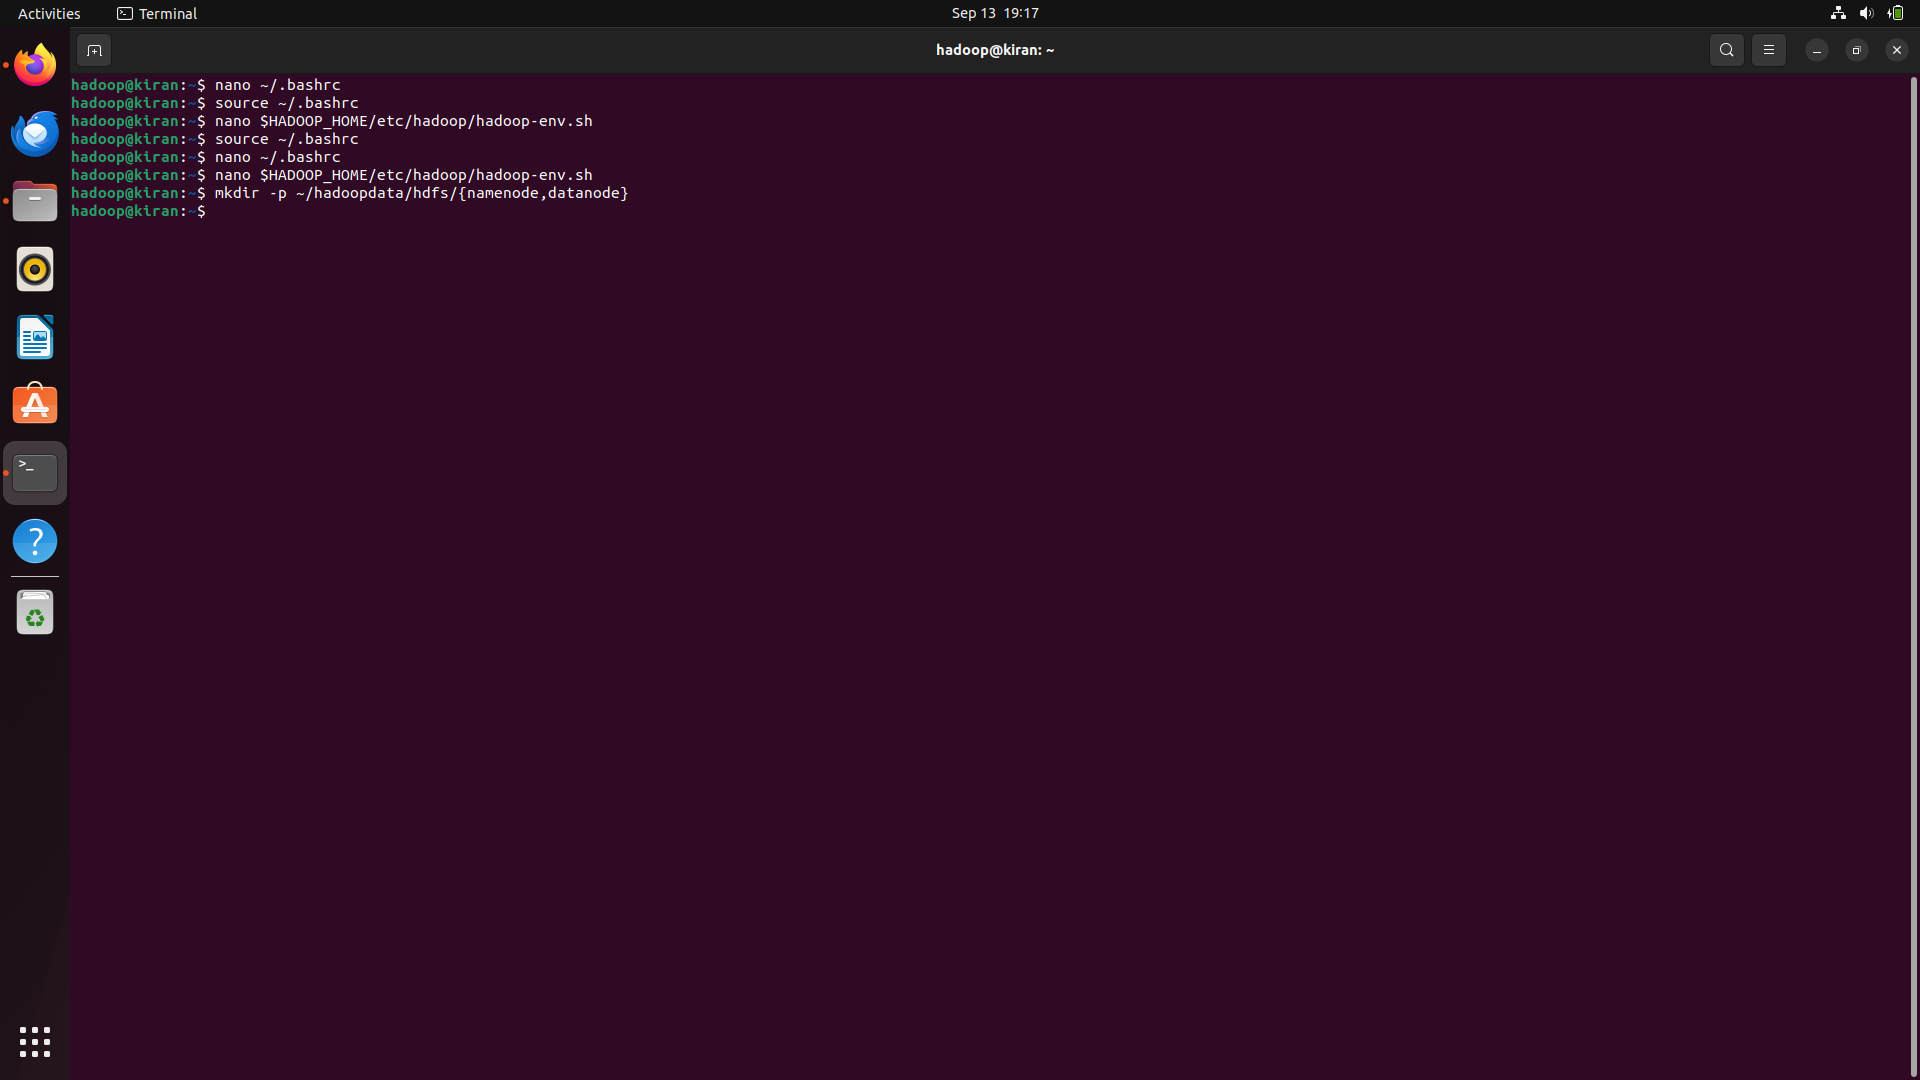 Activities Terminal Sep 13 19:17
hadoop@kiran: ~
hadoop@kiran:~$ nano ~/.bashrc
hadoop@kiran:~$ source ~/.bashrc
hadoop@kiran:~$ nano $HADOOP_HOME/etc/hadoop/hadoop-env.sh
hadoop@kiran:~$ source ~/.bashrc
hadoop@kiran:~$ nano ~/.bashrc
hadoop@kiran:~$ nano $HADOOP_HOME/etc/hadoop/hadoop-env.sh
hadoop@kiran:~$ mkdir -p ~/hadoopdata/hdfs/{namenode,datanode}
hadoop@kiran:~$